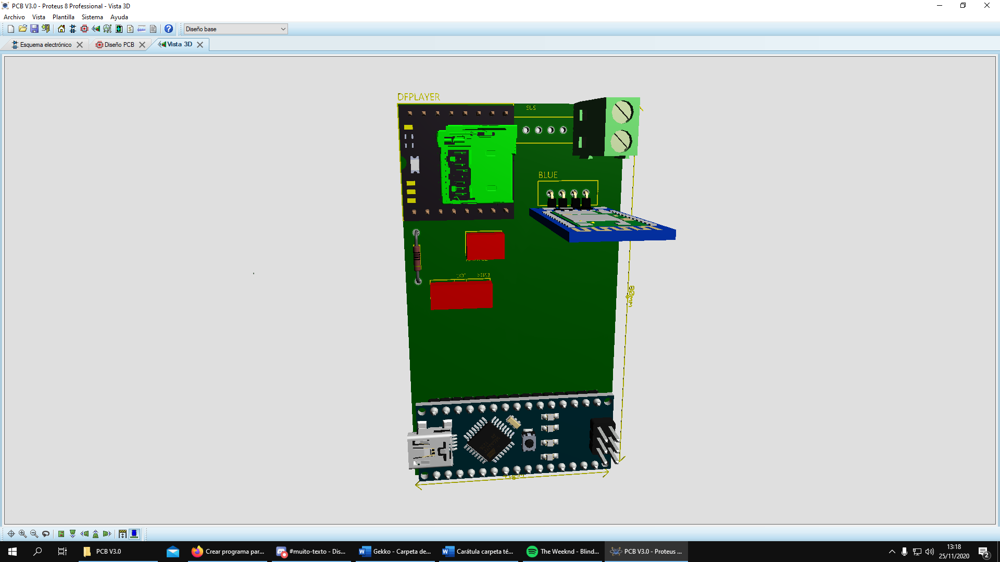 PCB V3.0 - Proteus 8 Professional - Vista 3D
Archivo Vista Plantilla Sistema Ayuda
Diseño base
Esquema electrónico
Diseño PCB
Vista 3D
DFPLAYER
BLUE
80mm
PCB V3.0
Crear programa par...
#muito-texto - Dis...
Gekko - Carpeta de...
Carátula carpeta té...
The Weeknd - Blind...
PCB V3.0 - Proteus ...
13:18
25/11/2020
2